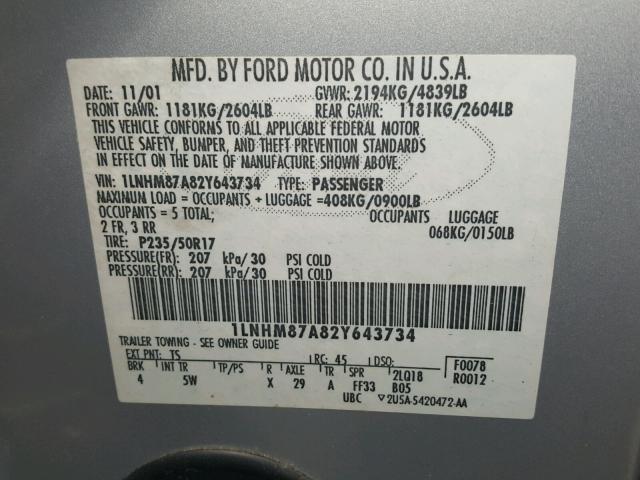 MFD. BY FORD MOTOR CO. IN U.S.A.
DATE: 11/01 GVWR: 2194KG/4839LB
FRONT GAWR: 1181KG/2604LB REAR GAWR: 1181KG/2604LB
THIS VEHICLE CONFORMS TO ALL APPLICABLE FEDERAL MOTOR
VEHICLE SAFETY, BUMPER, AND THEFT PREVENTION STANDARDS
IN EFFECT ON THE DATE OF MANUFACTURE SHOWN ABOVE.
VIN: 1LNHM87A82Y643734 TYPE: PASSENGER
MAXIMUM LOAD = OCCUPANTS + LUGGAGE =408KG/0900LB
OCCUPANTS = 5 TOTAL; OCCUPANTS LUGGAGE
2 FR, 3 RR 068KG/0150LB
TIRE: P235/50R17
PRESSURE(FR): 207 kPa/30 PSI COLD
PRESSURE(RR): 207 kPa/30 PSI COLD
1LNHM87A82Y643734
TRAILER TOWING - SEE OWNER GUIDE
EXT PNT: TS RC: 45 DSO: F0078
BRK INT TR TP/PS R AXLE TR SPR 2LQ18 R0012
4 5W X 29 A FF33 B05
UBC ▽2U5A-5420472-AA